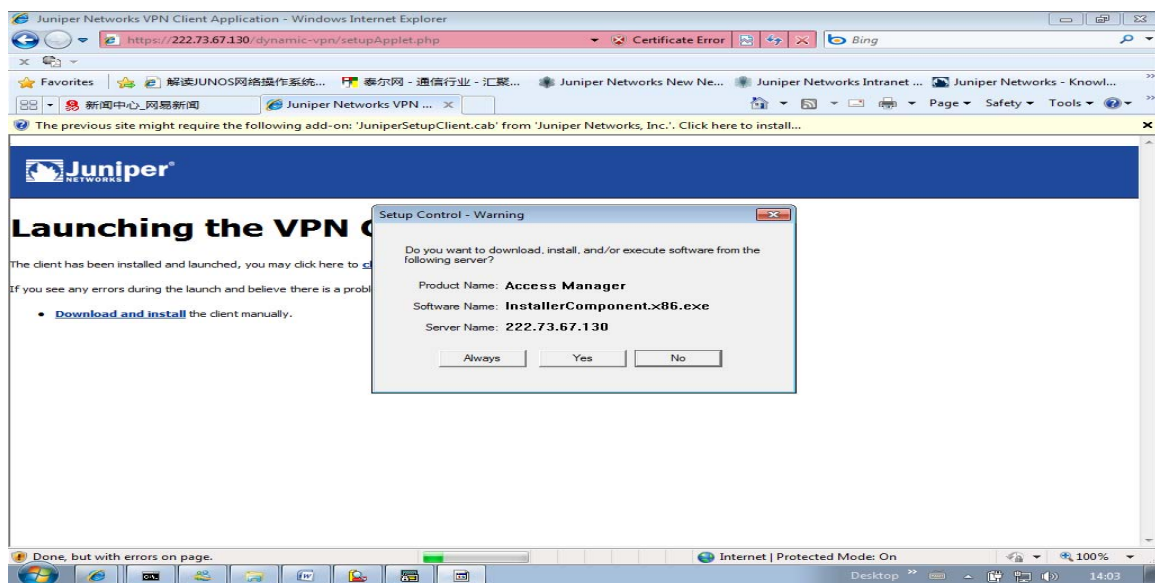 Juniper Networks VPN Client Application - Windows Internet Explorer
https://222.73.67.130/dynamic-vpn/setupApplet.php Certificate Error Bing
Favorites 解读JUNOS网络操作系统... 泰尔网 - 通信行业 - 汇聚... Juniper Networks New Ne... Juniper Networks Intranet ... Juniper Networks - Knowl...
新闻中心_网易新闻 Juniper Networks VPN ... Page Safety Tools
The previous site might require the following add-on: 'JuniperSetupClient.cab' from 'Juniper Networks, Inc.'. Click here to install...
Juniper
NETWORKS
Launching the VPN
The client has been installed and launched, you may click here to
If you see any errors during the launch and believe there is a probl
Download and install the client manually.
Setup Control - Warning
Do you want to download, install, and/or execute software from the
following server?
Product Name: Access Manager
Software Name: InstallerComponent.x86.exe
Server Name: 222.73.67.130
Always Yes No
Done, but with errors on page. Internet | Protected Mode: On 100%
Desktop 14:03